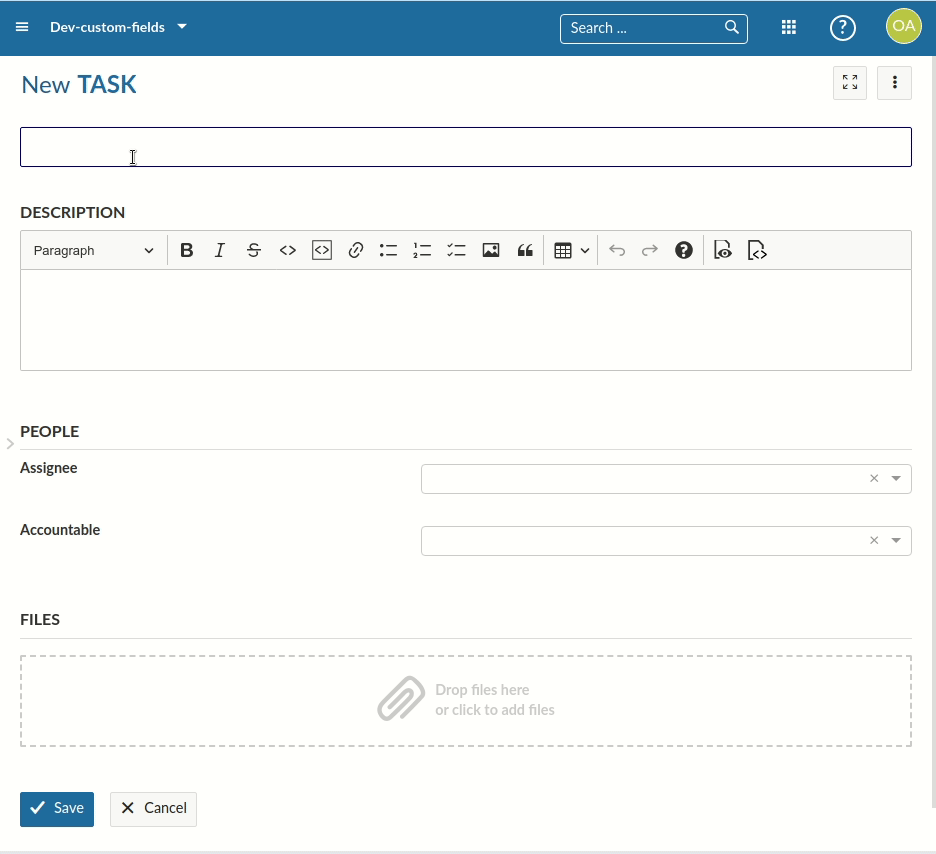 Dev-custom-fields
Search ...
?
OA
New TASK
DESCRIPTION
Paragraph
PEOPLE
Assignee
Accountable
FILES
Drop files here
or click to add files
Save
Cancel